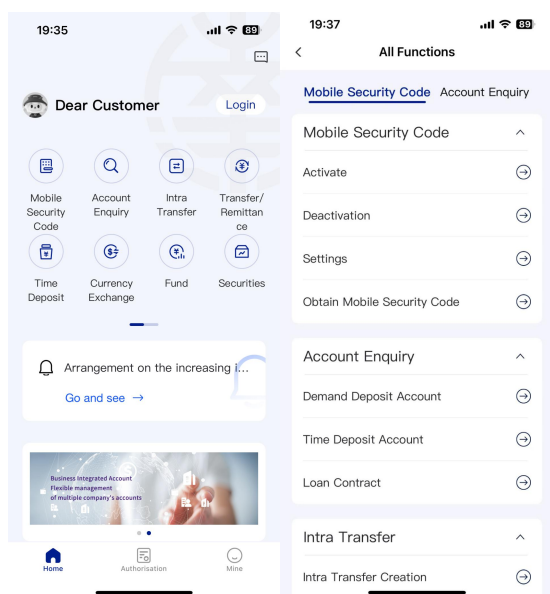 19:35
89
Dear Customer
Login
Mobile
Security
Code
Account
Enquiry
Intra
Transfer
Transfer/
Remittan
ce
Time
Deposit
Currency
Exchange
Fund
Securities
Arrangement on the increasing i...
Go and see →
Business Integrated Account
Flexible management
of multiple company's accounts
Home
Authorisation
Mine
19:37
89
All Functions
Mobile Security Code
Account Enquiry
Mobile Security Code
Activate
Deactivation
Settings
Obtain Mobile Security Code
Account Enquiry
Demand Deposit Account
Time Deposit Account
Loan Contract
Intra Transfer
Intra Transfer Creation